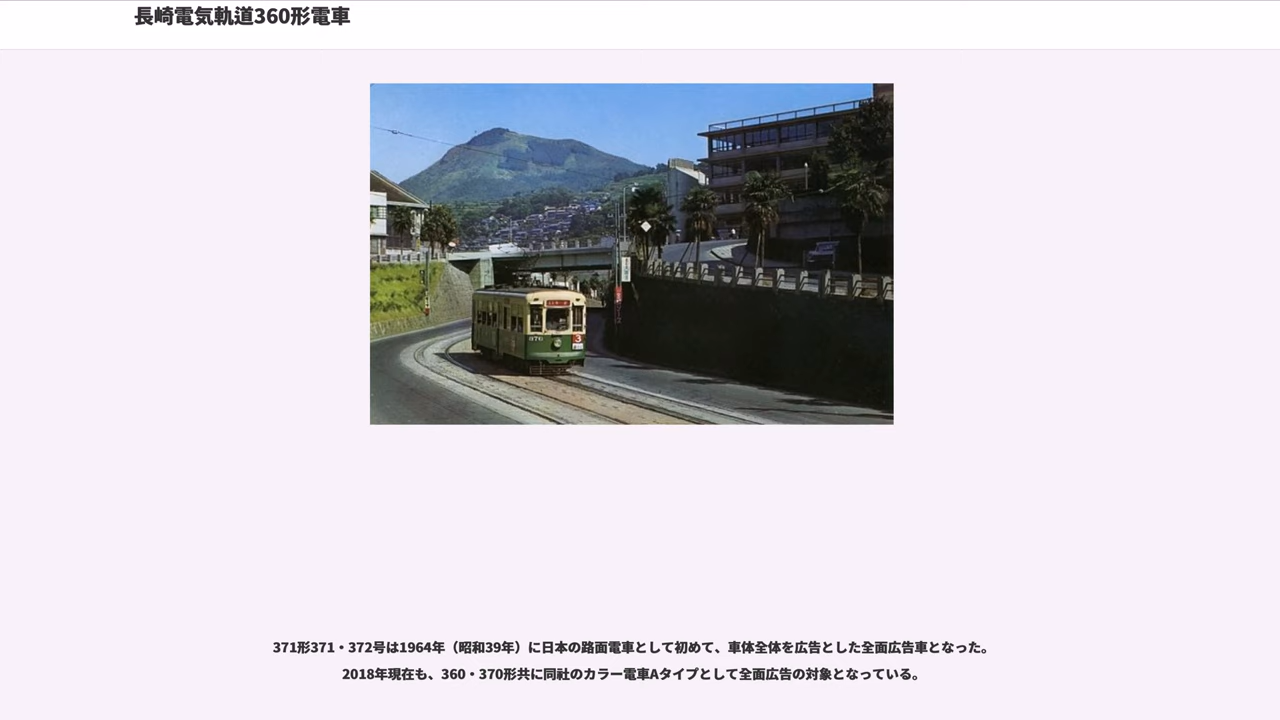 長崎電気軌道360形電車
376
3
371形371・372号は1964年（昭和39年）に日本の路面電車として初めて、車体全体を広告とした全面広告車となった。
2018年現在も、360・370形共に同社のカラー電車Aタイプとして全面広告の対象となっている。